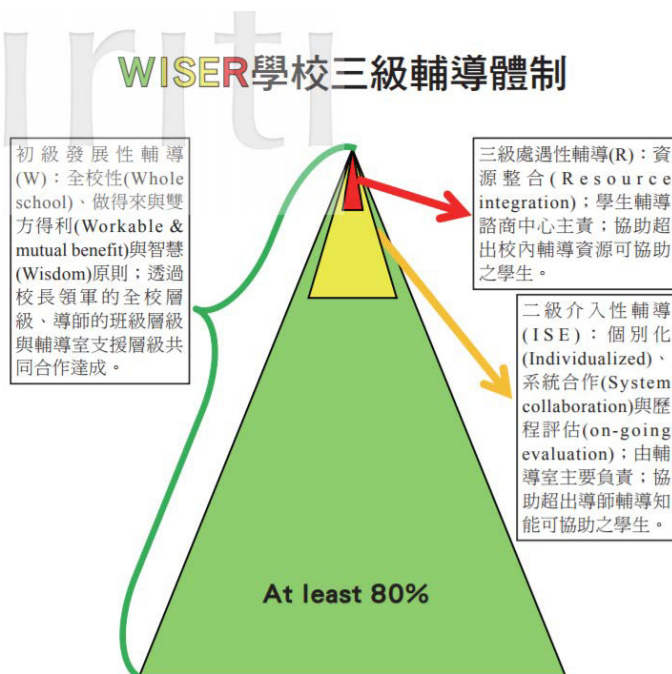 WISER學校三級輔導體制
初級發展性輔導
(W)：全校性(Whole
school)、做得來與雙
方得利(Workable &
mutual benefit)與智慧
(Wisdom)原則；透過
校長領軍的全校層
級、導師的班級層級
與輔導室支援層級共
同合作達成。
三級處遇性輔導(R)：資
源整合(Resource
integration)；學生輔導
諮商中心主責；協助超
出校內輔導資源可協助
之學生。
二級介入性輔導
(ISE)：個別化
(Individualized)、
系統合作(System
collaboration)與歷
程評估(on-going
evaluation)；由輔
導室主要負責；協
助超出導師輔導知
能可協助之學生。
At least 80%